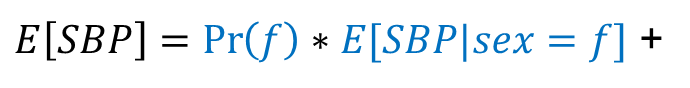 E[SBP] = Pr(f) * E[SBP|sex = f] +